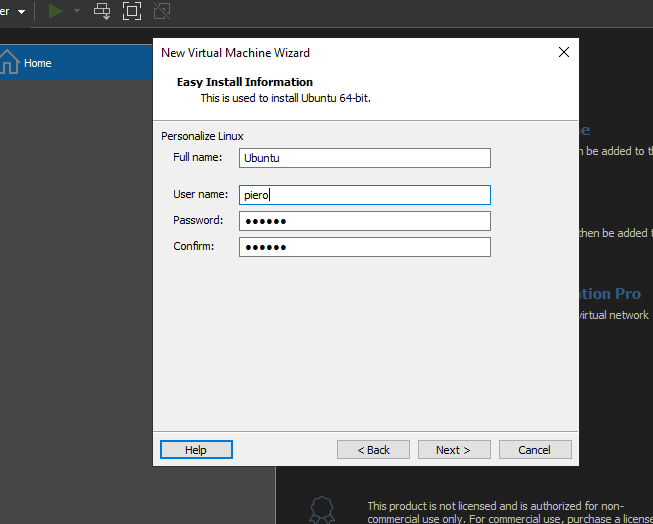 er
Home
New Virtual Machine Wizard
Easy Install Information
This is used to install Ubuntu 64-bit.
Personalize Linux
Full name: Ubuntu
User name: piero
Password: ●●●●●●
Confirm: ●●●●●●
e
n be added to th
then be added t
ation Pro
virtual network
Help
< Back
Next >
Cancel
This product is not licensed and is authorized for non-
commercial use only. For commercial use, purchase a license